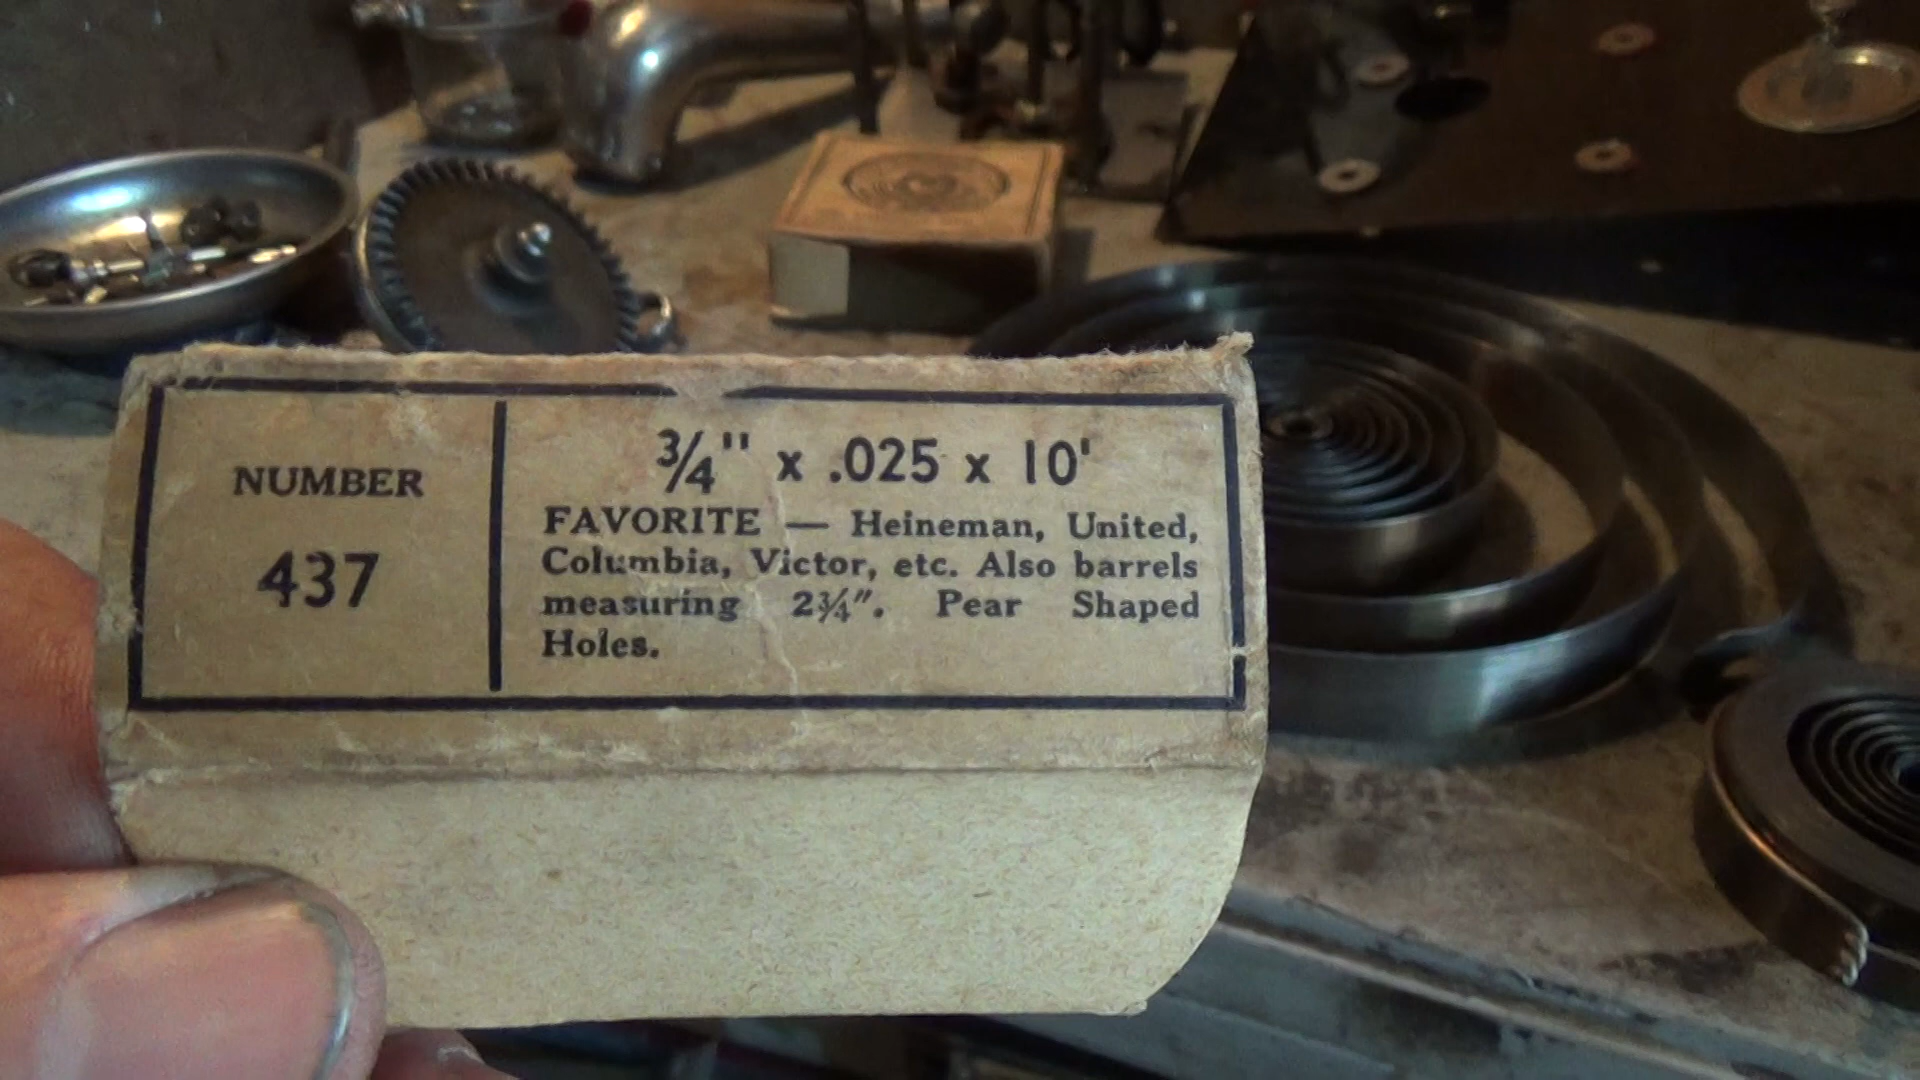 NUMBER
437
3/4" x .025 x 10'
FAVORITE — Heineman, United,
Columbia, Victor, etc. Also barrels
measuring 2¾". Pear Shaped
Holes.